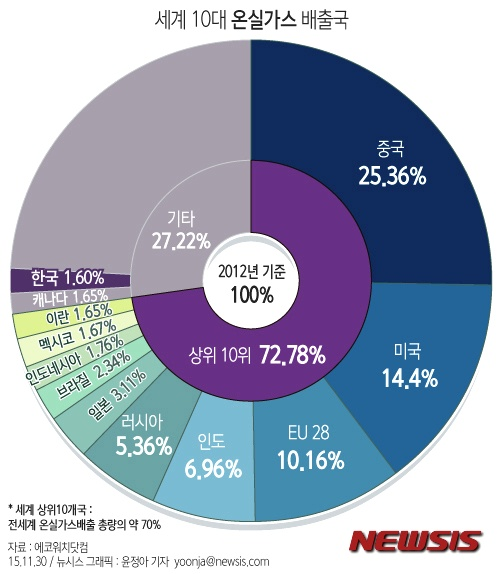 세계 10대 온실가스 배출국
중국
25.36%
미국
14.4%
EU 28
10.16%
인도
6.96%
러시아
5.36%
일본 3.11%
브라질 2.34%
인도네시아 1.76%
멕시코 1.67%
이란 1.65%
캐나다 1.65%
한국 1.60%
기타
27.22%
2012년 기준
100%
상위 10위 72.78%
* 세계 상위10개국 :
전세계 온실가스배출 총량의 약 70%
자료 : 에코워치닷컴
15.11.30 / 뉴시스 그래픽 : 윤정아 기자 yoonja@newsis.com
NEWSIS